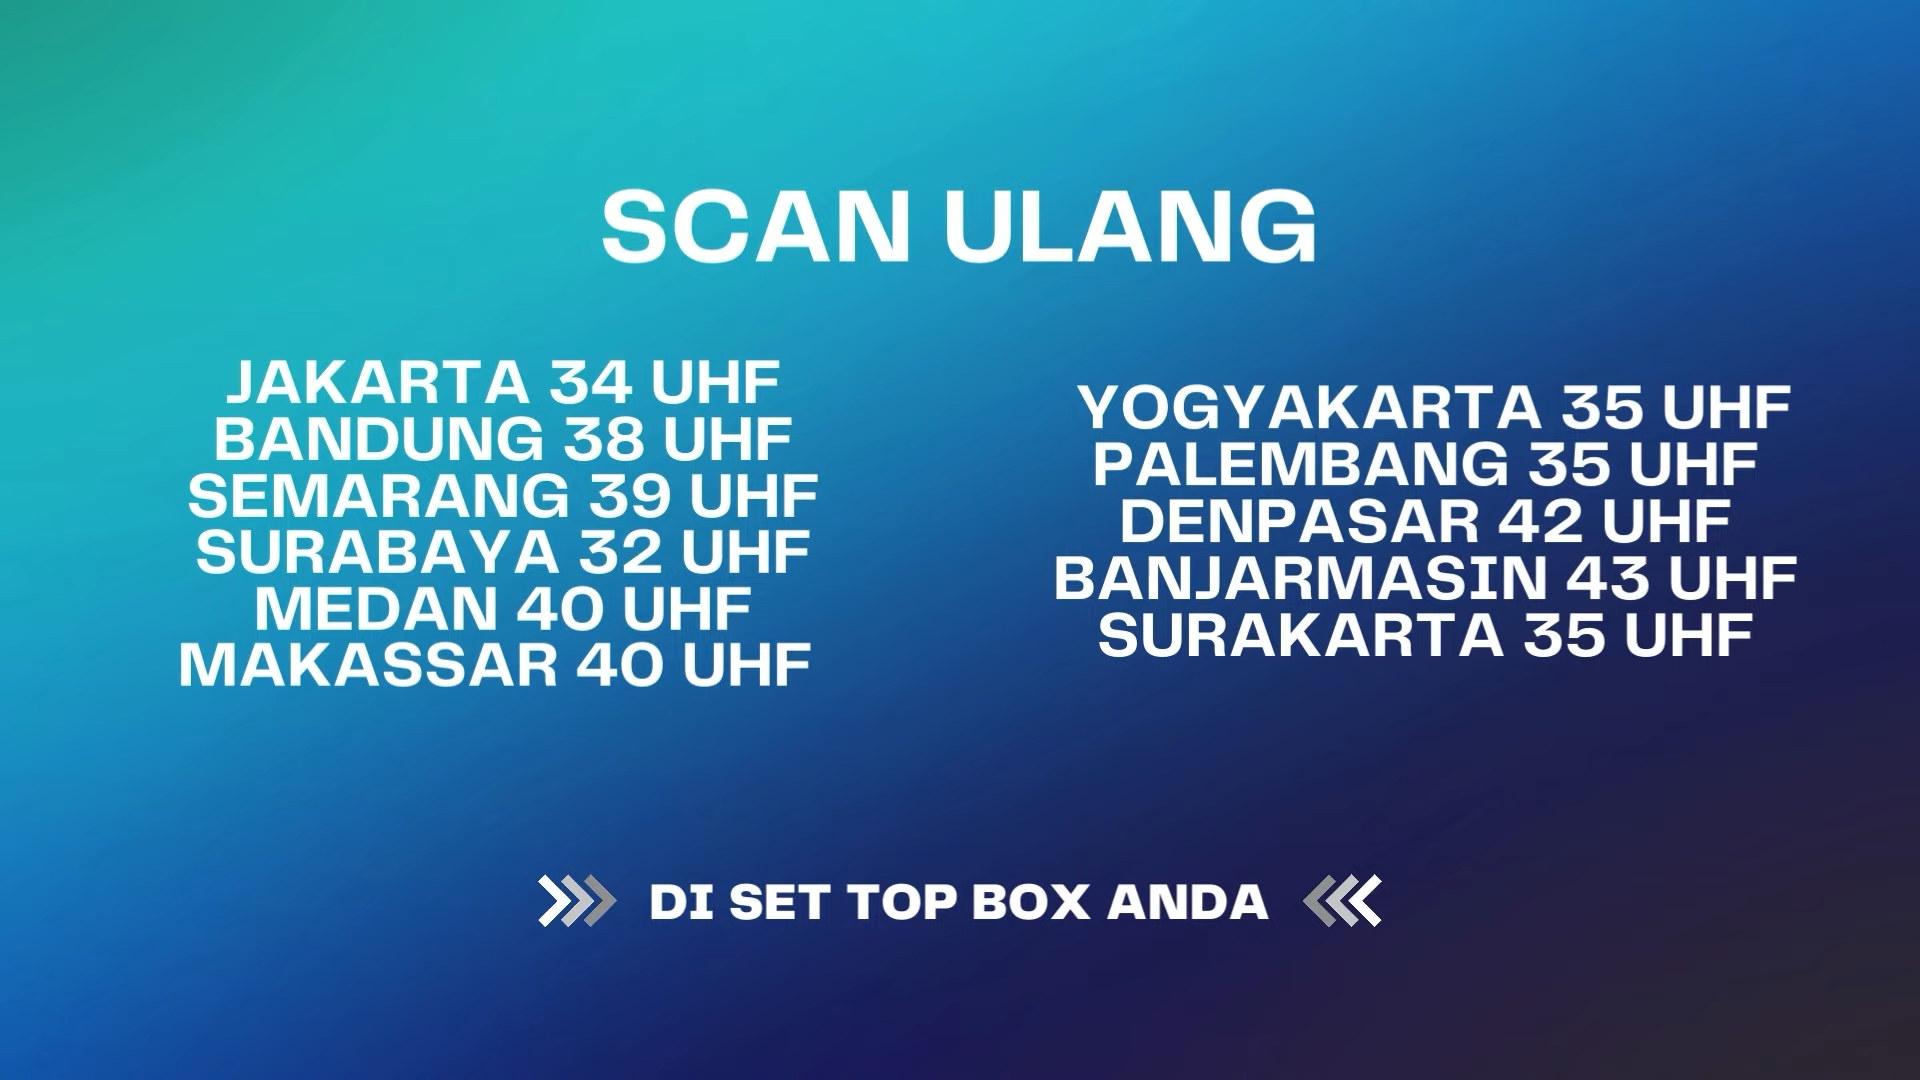 SCAN ULANG
JAKARTA 34 UHF
BANDUNG 38 UHF
SEMARANG 39 UHF
SURABAYA 32 UHF
MEDAN 40 UHF
MAKASSAR 40 UHF
YOGYAKARTA 35 UHF
PALEMBANG 35 UHF
DENPASAR 42 UHF
BANJARMASIN 43 UHF
SURAKARTA 35 UHF
DI SET TOP BOX ANDA